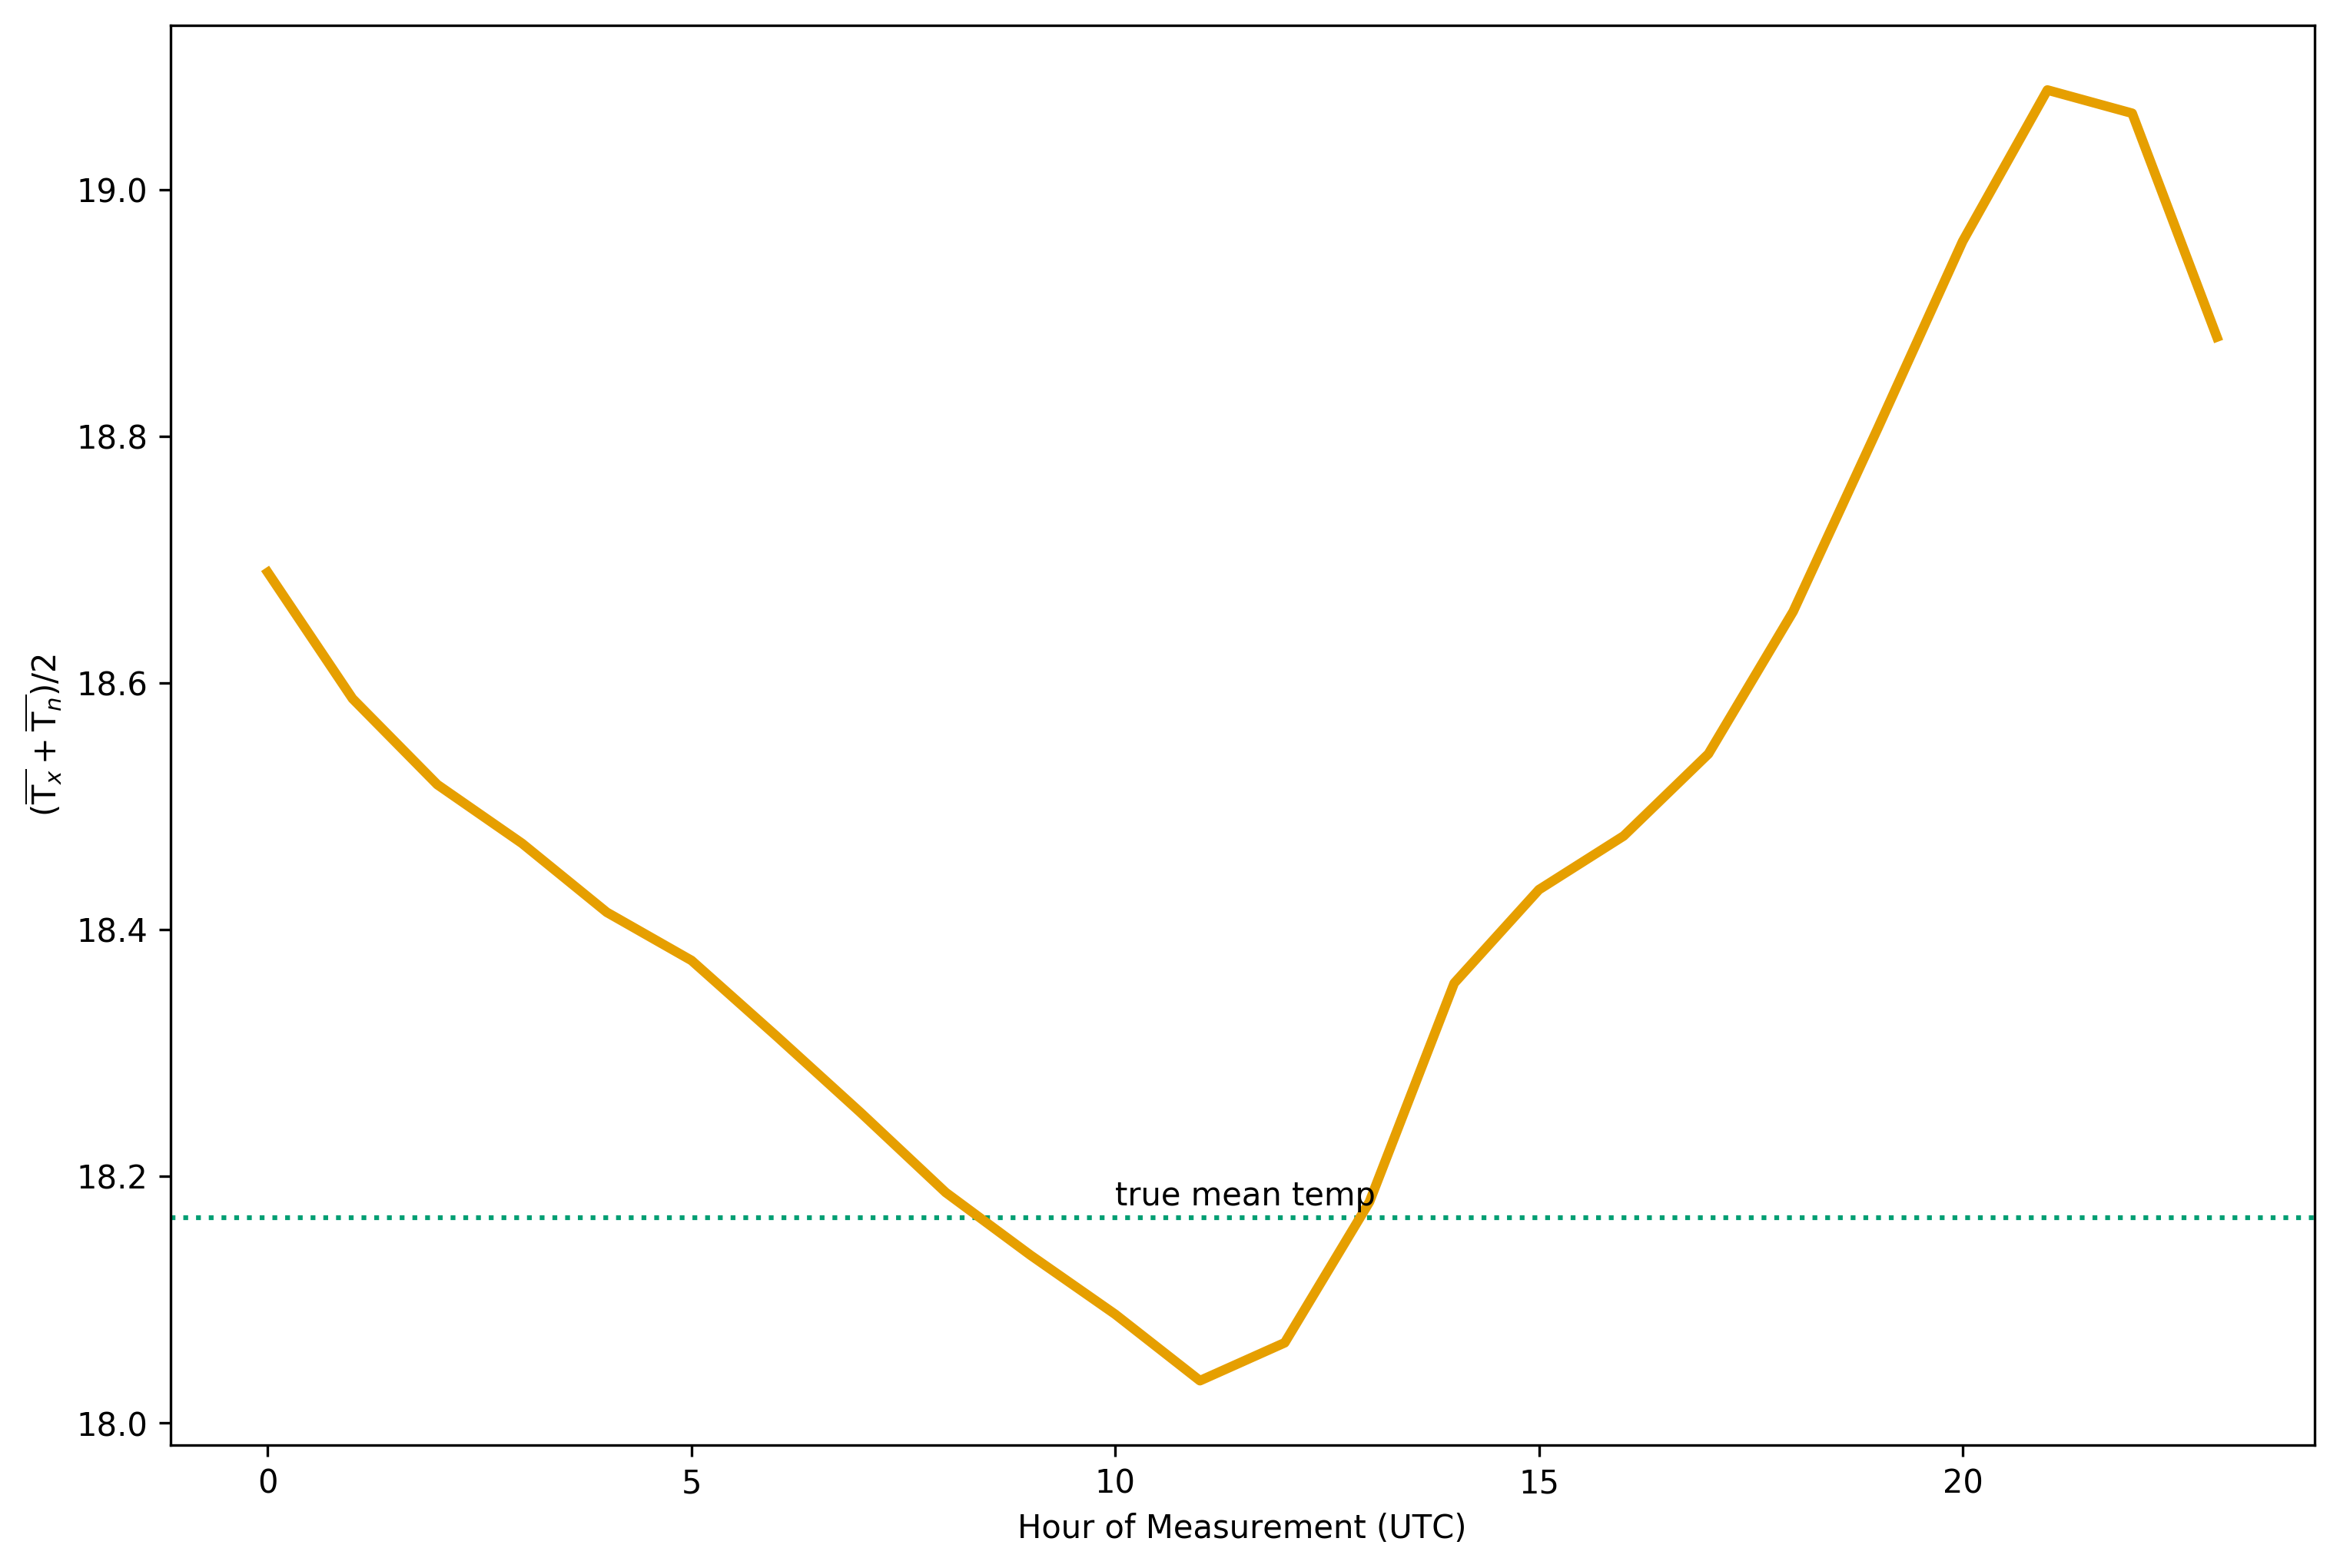 19.0
18.8
18.6
18.4
18.2
18.0
(T̅ₓ + T̅ₙ)/2
true mean temp
0 5 10 15 20
Hour of Measurement (UTC)